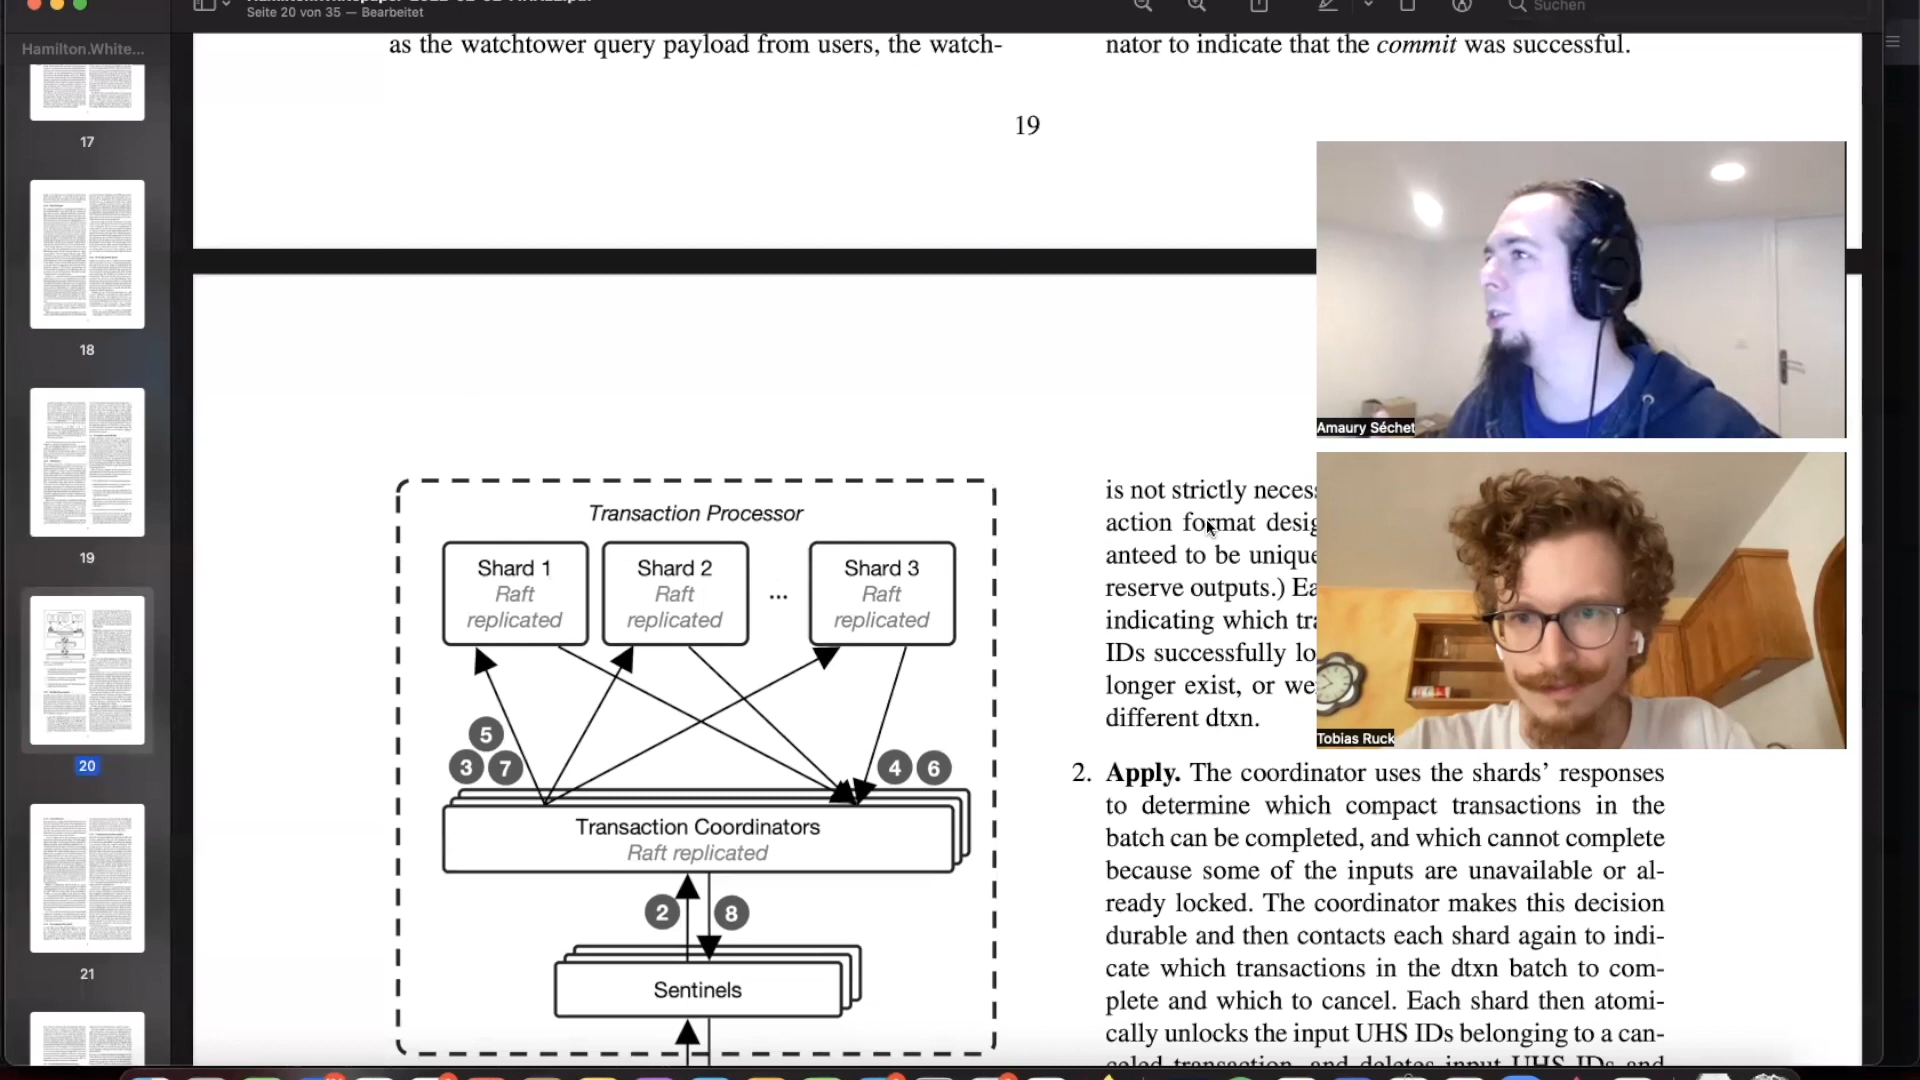 Seite 20 von 35 — Bearbeitet
Suchen
Hamilton.White...
17
18
19
20
21
as the watchtower query payload from users, the watch-
nator to indicate that the commit was successful.
19
Transaction Processor
Shard 1
Raft
replicated
Shard 2
Raft
replicated
...
Shard 3
Raft
replicated
5
3 7
4 6
Transaction Coordinators
Raft replicated
2
8
Sentinels
is not strictly
action format
anteed to be unique
reserve outputs.)
indicating which
IDs successfully
longer exist, or
different dtxn.
2. Apply. The coordinator uses the shards’ responses
to determine which compact transactions in the
batch can be completed, and which cannot complete
because some of the inputs are unavailable or al-
ready locked. The coordinator makes this decision
durable and then contacts each shard again to indi-
cate which transactions in the dtxn batch to com-
plete and which to cancel. Each shard then atomi-
cally unlocks the input UHS IDs belonging to a can-
celed transaction, and deletes input UHS IDs and
Amaury Séchet
Tobias Ruck